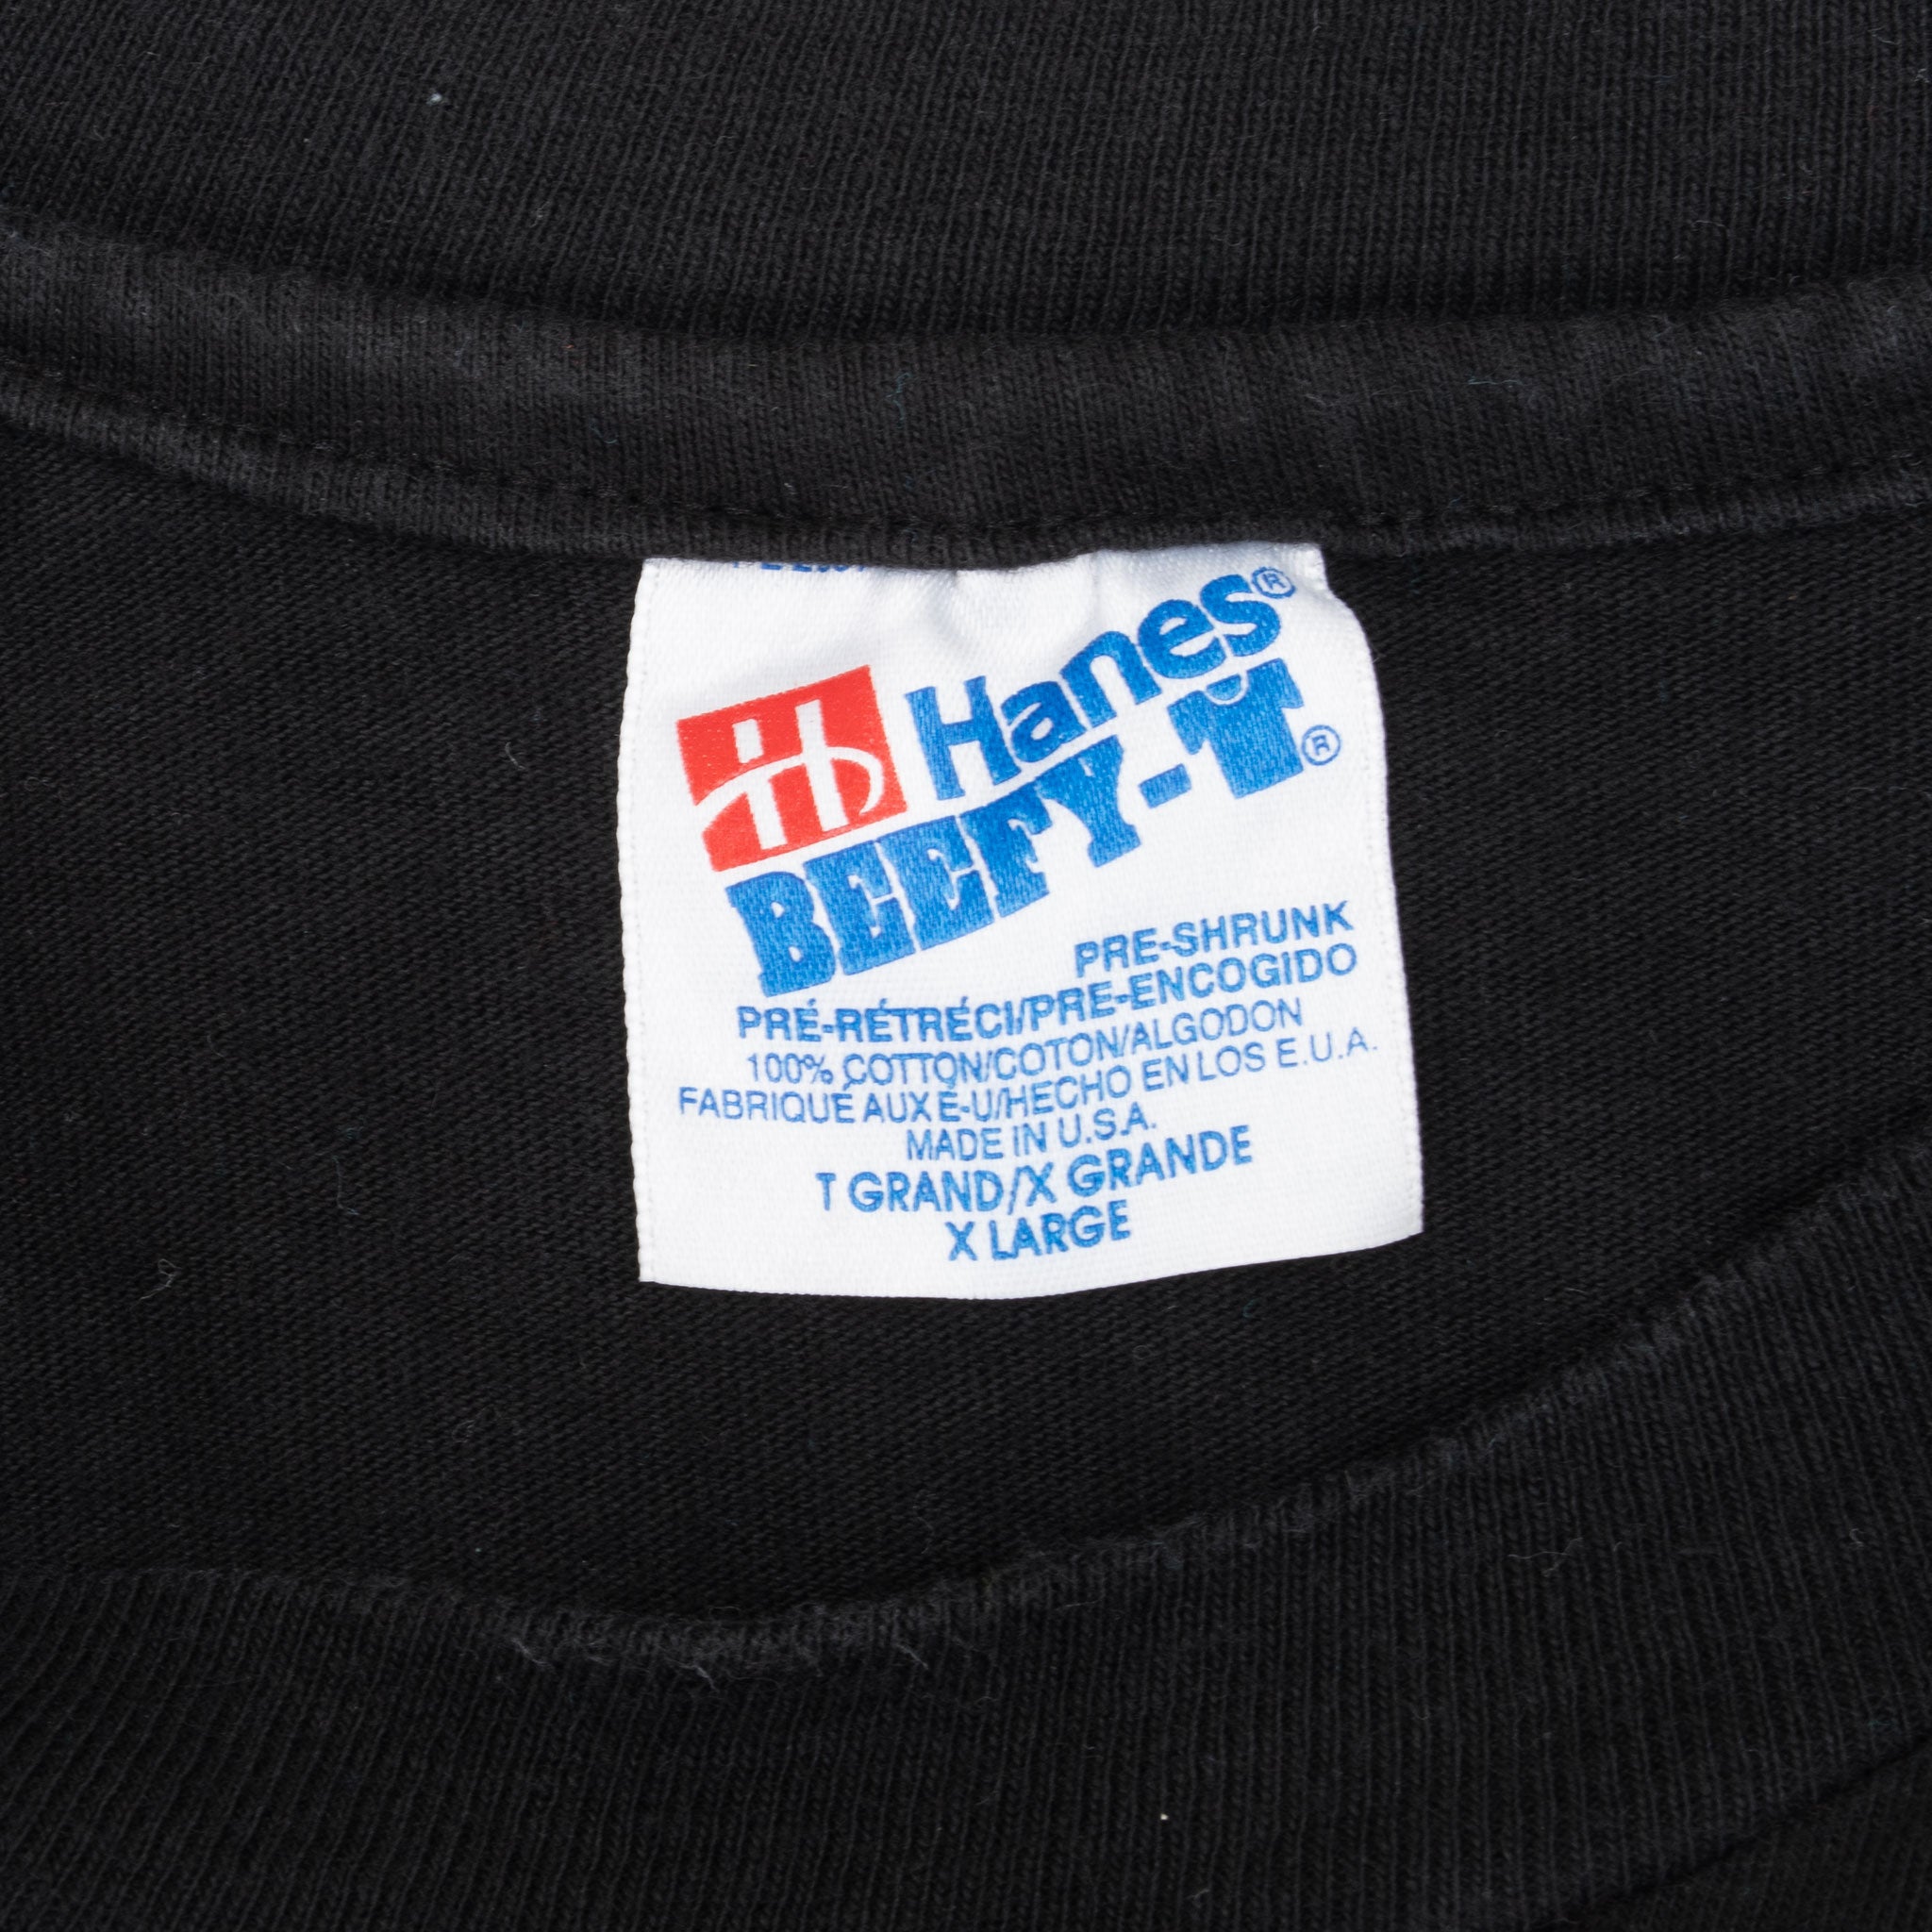 Hanes®
BEEFY-T®
PRE-SHRUNK
PRÉ-RÉTRÉCI/PRE-ENCOGIDO
100% COTTON/COTON/ALGODON
FABRIQUÉ AUX É-U/HECHO EN LOS E.U.A.
MADE IN U.S.A.
T GRAND/X GRANDE
X LARGE